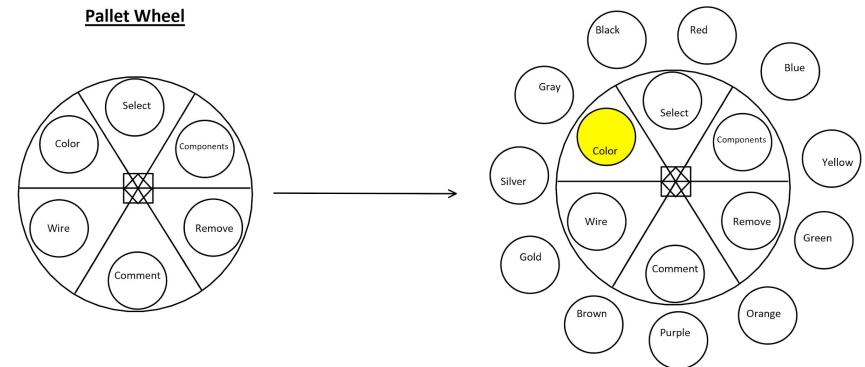 Pallet Wheel
Select
Color
Components
Wire
Remove
Comment
Black
Red
Gray
Blue
Select
Components
Color
Yellow
Silver
Wire
Remove
Green
Gold
Comment
Brown
Orange
Purple